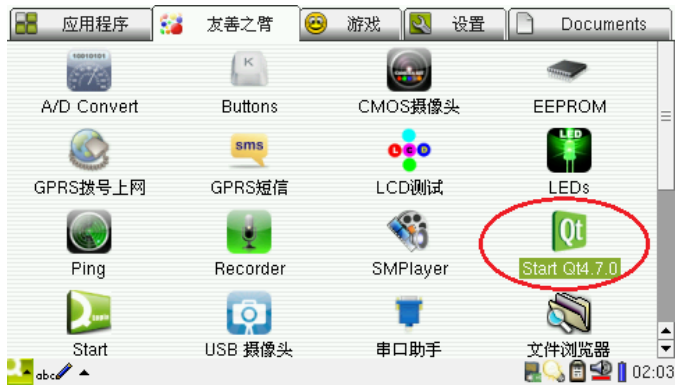 应用程序 友善之臂 游戏 设置 Documents
A/D Convert Buttons CMOS摄像头 EEPROM
GPRS拨号上网 GPRS短信 LCD测试 LEDs
Ping Recorder SMPlayer Start Qt4.7.0
Start USB 摄像头 串口助手 文件浏览器
abc 02:03
10010101
K
sms
LCD
LED
Qt